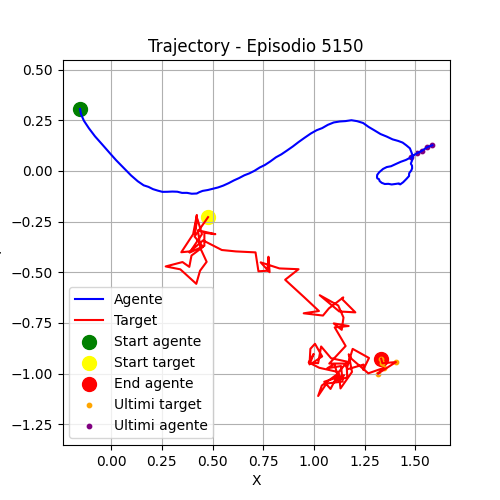 Trajectory - Episodio 5150
0.50
0.25
0.00
−0.25
−0.50
−0.75
−1.00
−1.25
Agente
Target
Start agente
Start target
End agente
Ultimi target
Ultimi agente
0.00 0.25 0.50 0.75 1.00 1.25 1.50
X